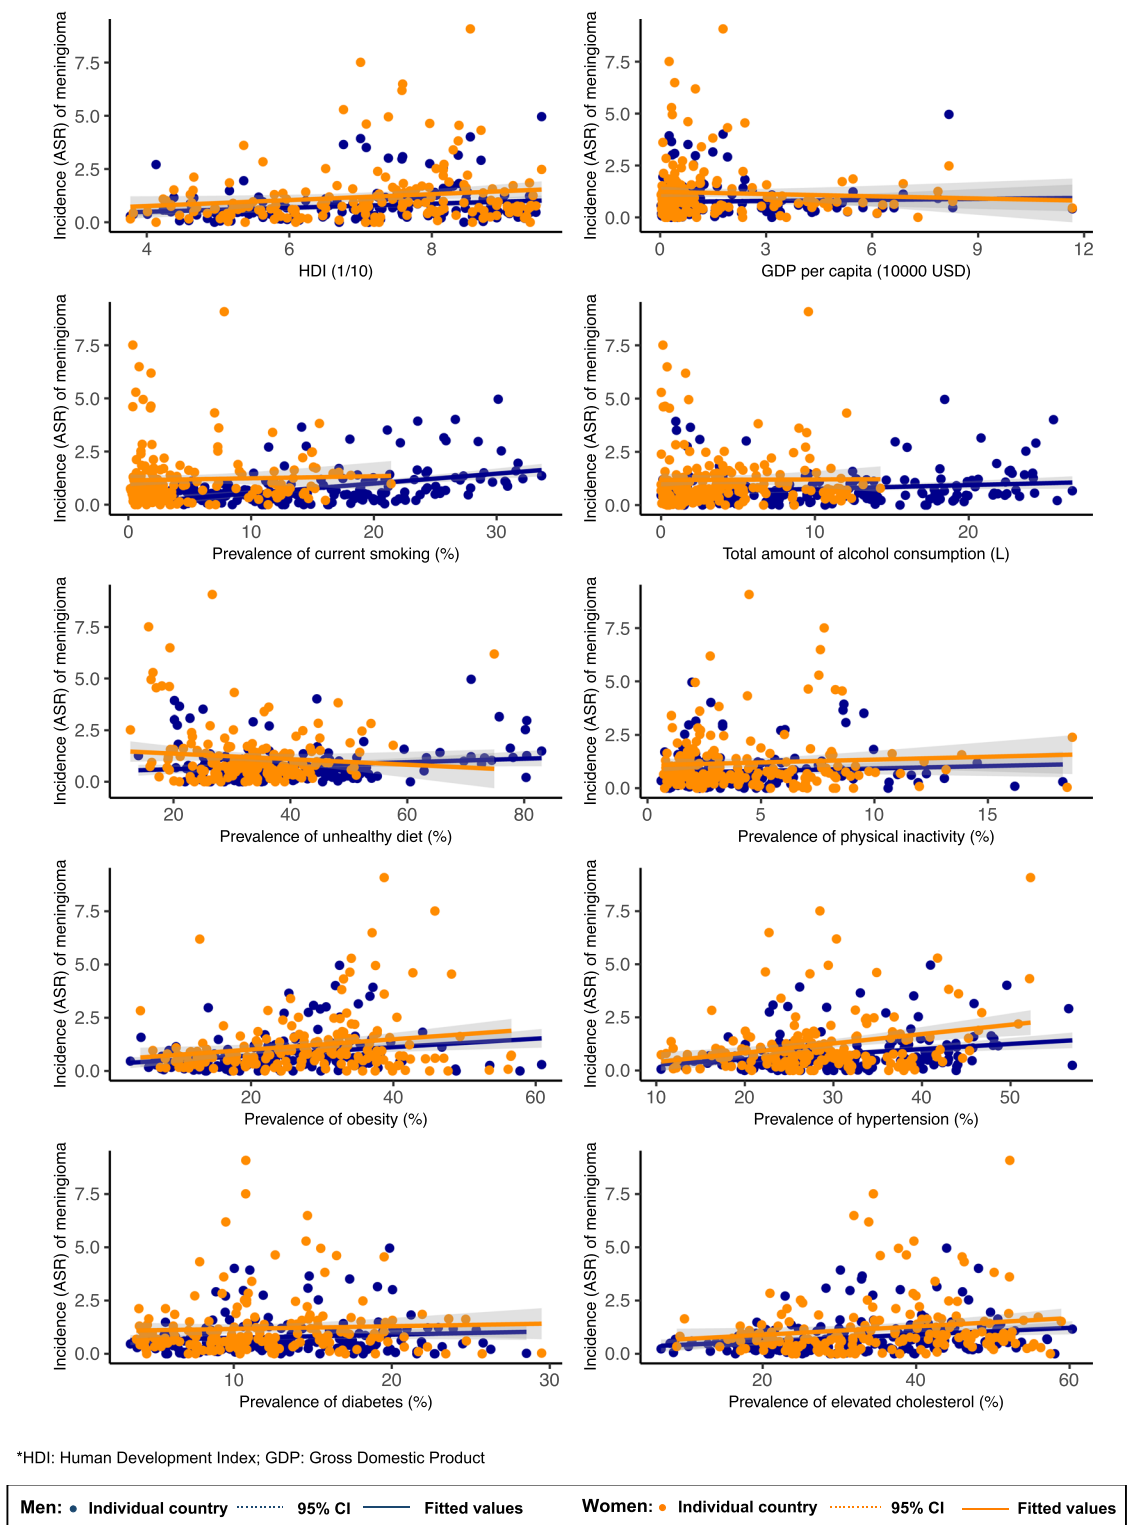 Incidence (ASR) of meningioma
7.5
5.0
2.5
0.0
4 6 8
HDI (1/10)
Incidence (ASR) of meningioma
7.5
5.0
2.5
0.0
0 3 6 9 12
GDP per capita (10000 USD)
Incidence (ASR) of meningioma
7.5
5.0
2.5
0.0
0 10 20 30
Prevalence of current smoking (%)
Incidence (ASR) of meningioma
7.5
5.0
2.5
0.0
0 10 20
Total amount of alcohol consumption (L)
Incidence (ASR) of meningioma
7.5
5.0
2.5
0.0
20 40 60 80
Prevalence of unhealthy diet (%)
Incidence (ASR) of meningioma
7.5
5.0
2.5
0.0
0 5 10 15
Prevalence of physical inactivity (%)
Incidence (ASR) of meningioma
7.5
5.0
2.5
0.0
20 40 60
Prevalence of obesity (%)
Incidence (ASR) of meningioma
7.5
5.0
2.5
0.0
10 20 30 40 50
Prevalence of hypertension (%)
Incidence (ASR) of meningioma
7.5
5.0
2.5
0.0
10 20 30
Prevalence of diabetes (%)
Incidence (ASR) of meningioma
7.5
5.0
2.5
0.0
20 40 60
Prevalence of elevated cholesterol (%)
*HDI: Human Development Index; GDP: Gross Domestic Product
Men: Individual country 95% CI Fitted values Women: Individual country 95% CI Fitted values